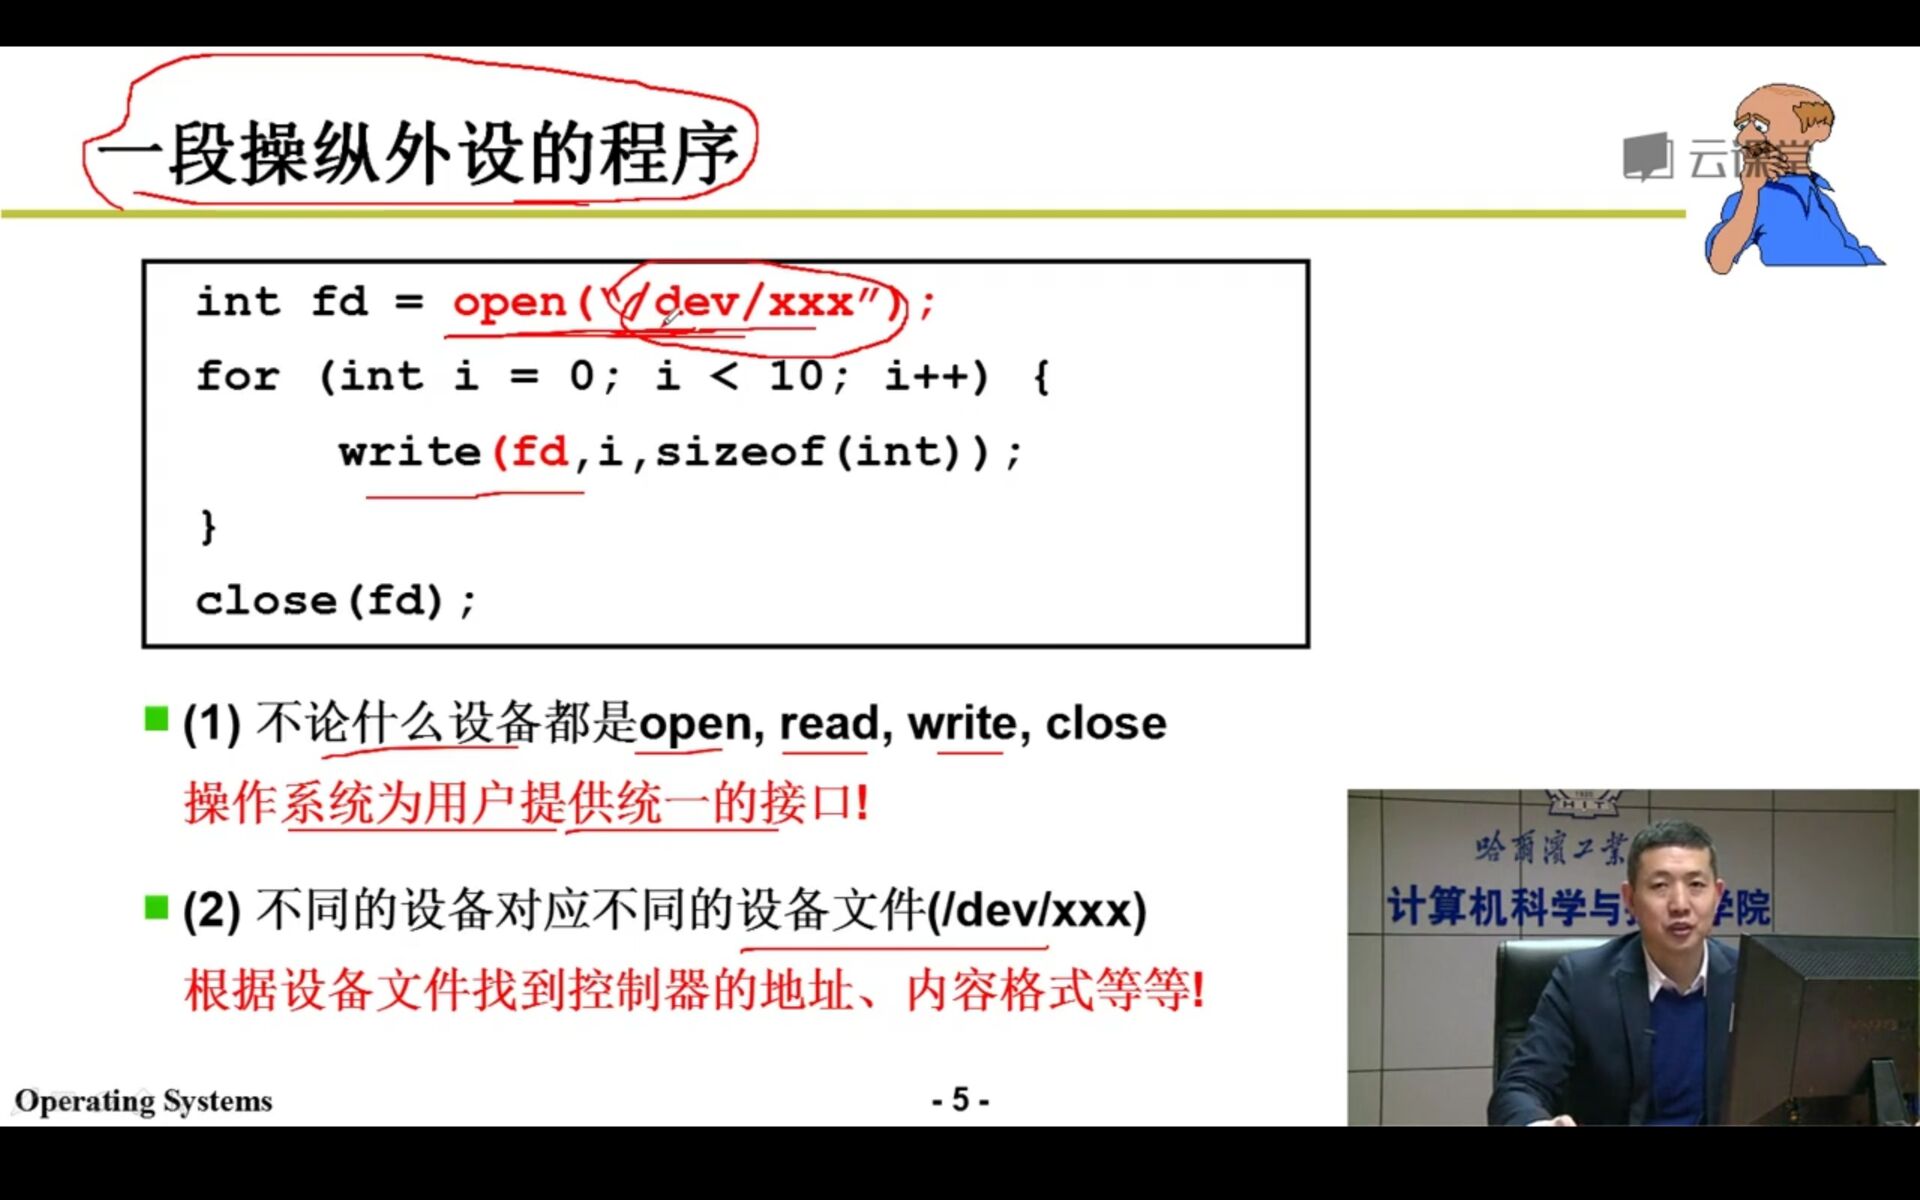 一段操纵外设的程序
云课堂
int fd = open("/dev/xxx");
for (int i = 0; i < 10; i++) {
write(fd,i,sizeof(int));
}
close(fd);
(1) 不论什么设备都是open, read, write, close
操作系统为用户提供统一的接口!
(2) 不同的设备对应不同的设备文件(/dev/xxx)
根据设备文件找到控制器的地址、内容格式等等!
HIT
哈爾濱工業
计算机科学与 学院
Operating Systems
- 5 -